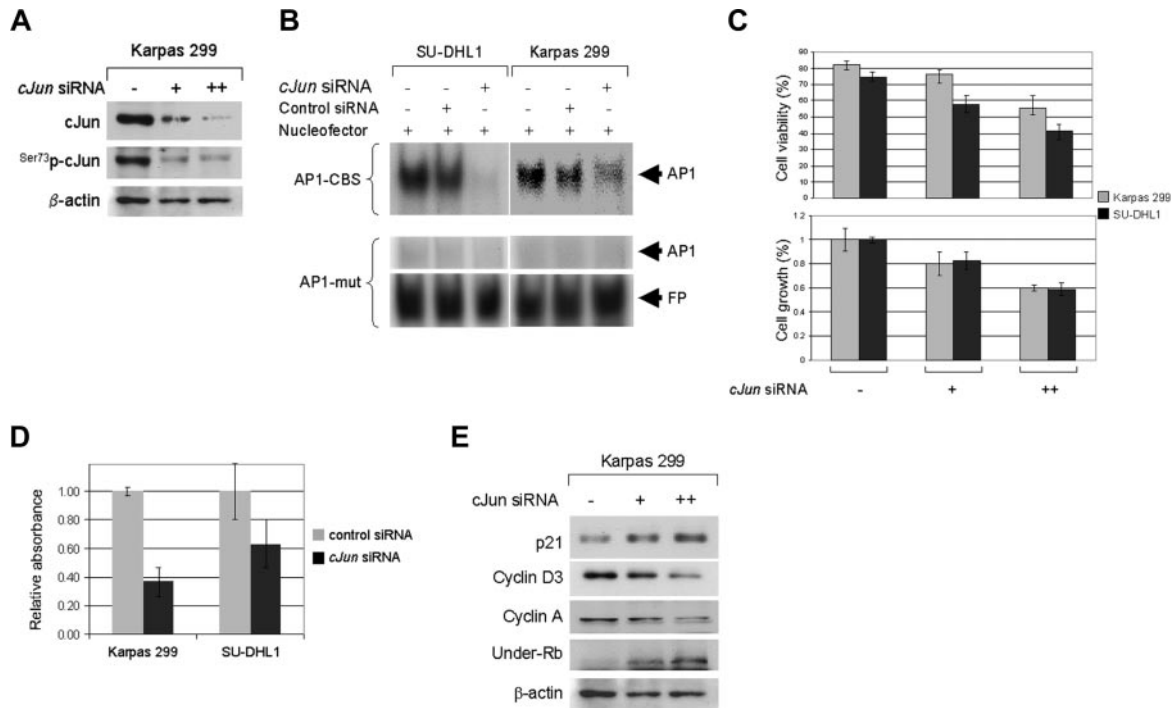 A
Karpas 299
cJun siRNA - + ++
cJun
Ser73p-cJun
β-actin
B
SU-DHL1 Karpas 299
cJun siRNA - - + - - +
Control siRNA - + - - + -
Nucleofector + + + + + +
AP1-CBS
AP1
AP1-mut
AP1
FP
C
Cell viability (%)
90
80
70
60
50
40
30
20
10
0
Karpas 299
SU-DHL1
Cell growth (%)
1.2
1
0.8
0.6
0.4
0.2
0
cJun siRNA - + ++
D
Relative absorbance
1.00
0.80
0.60
0.40
0.20
0.00
Karpas 299 SU-DHL1
control siRNA
cJun siRNA
E
Karpas 299
cJun siRNA - + ++
p21
Cyclin D3
Cyclin A
Under-Rb
β-actin